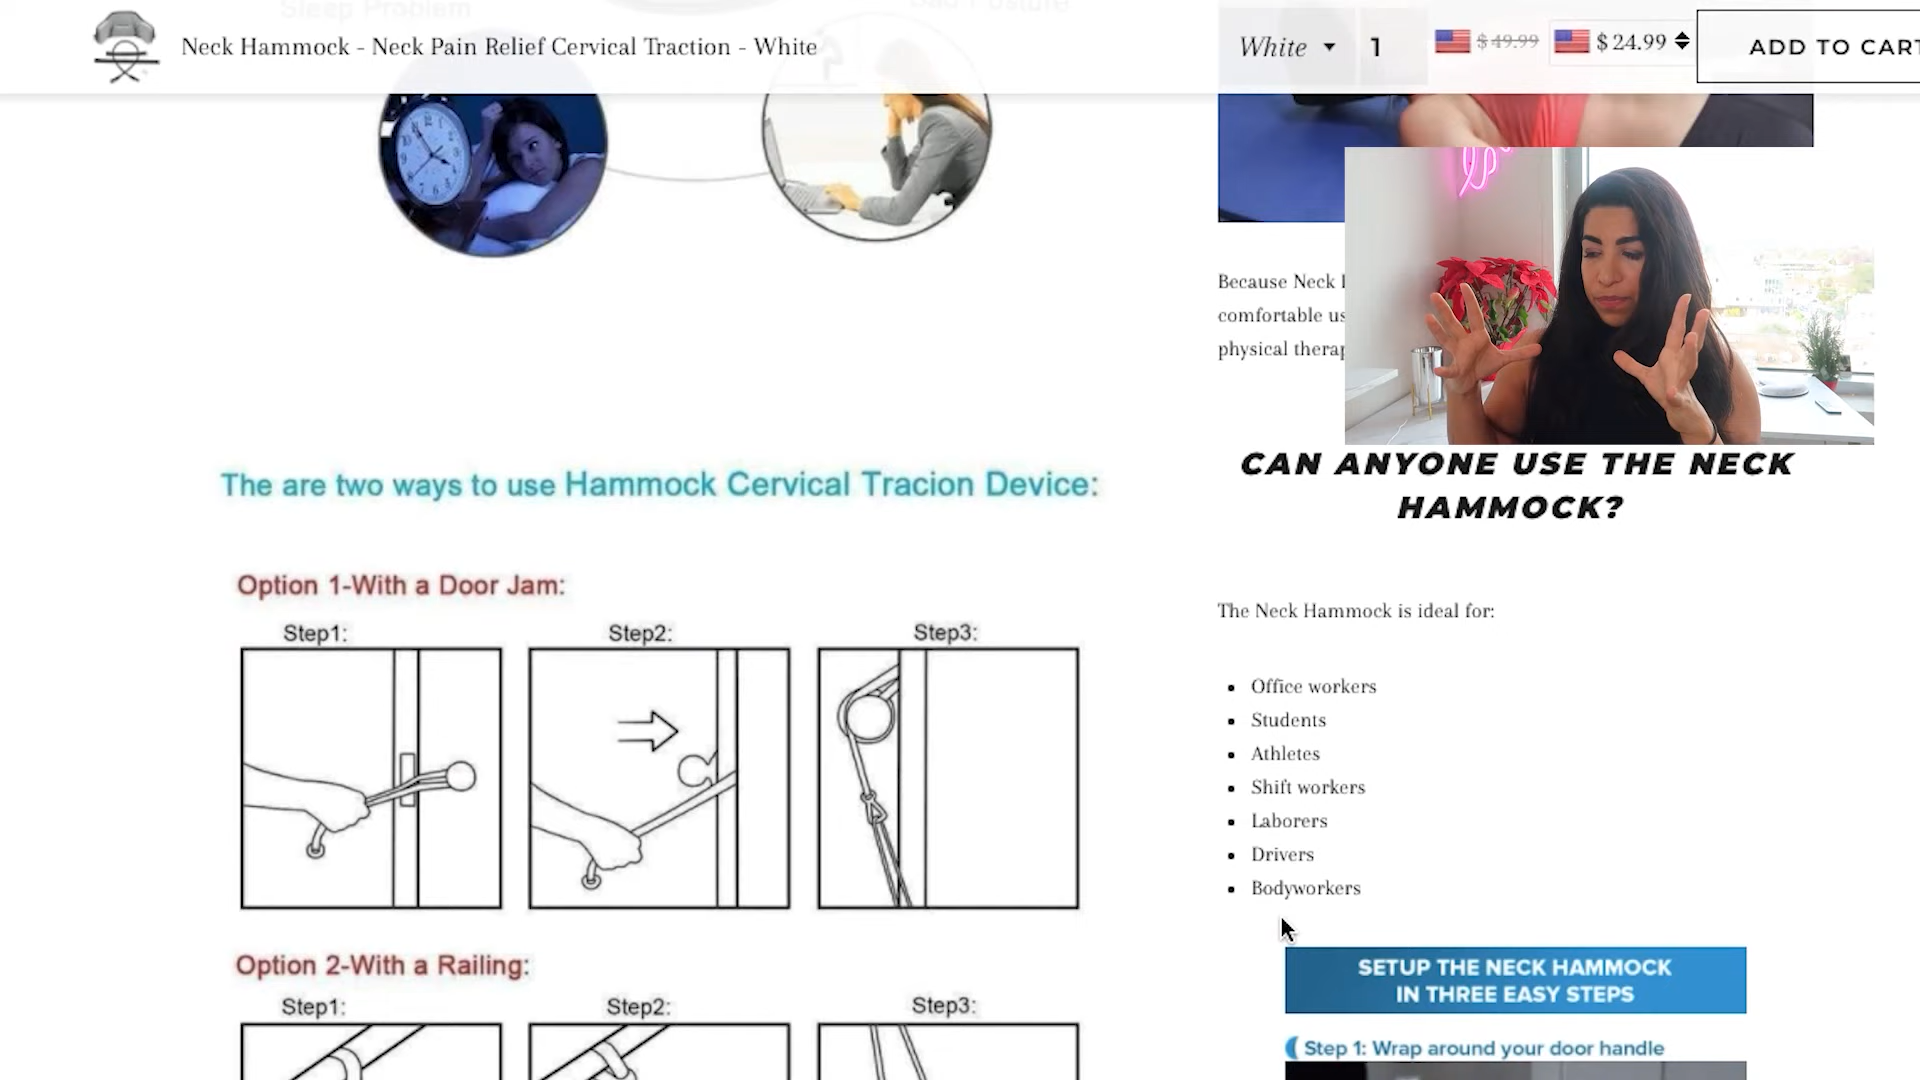 Sleep Problem
Bad Posture
Neck Hammock - Neck Pain Relief Cervical Traction - White
White
1
$49.99
$24.99
ADD TO CART
Because Neck
comfortable us
physical therap
CAN ANYONE USE THE NECK
HAMMOCK?
The Neck Hammock is ideal for:
Office workers
Students
Athletes
Shift workers
Laborers
Drivers
Bodyworkers
SETUP THE NECK HAMMOCK
IN THREE EASY STEPS
Step 1: Wrap around your door handle
The are two ways to use Hammock Cervical Tracion Device:
Option 1-With a Door Jam:
Step1:
Step2:
Step3:
Option 2-With a Railing:
Step1:
Step2:
Step3: